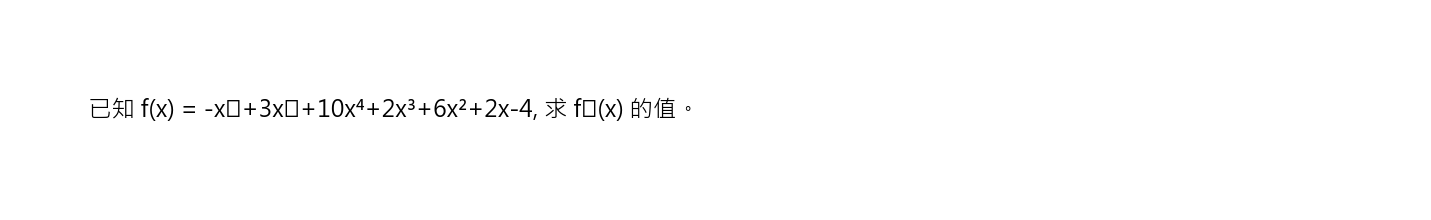 已知 f(x) = -x▯+3x▯+10x⁴+2x³+6x²+2x-4, 求 f▯(x) 的值。